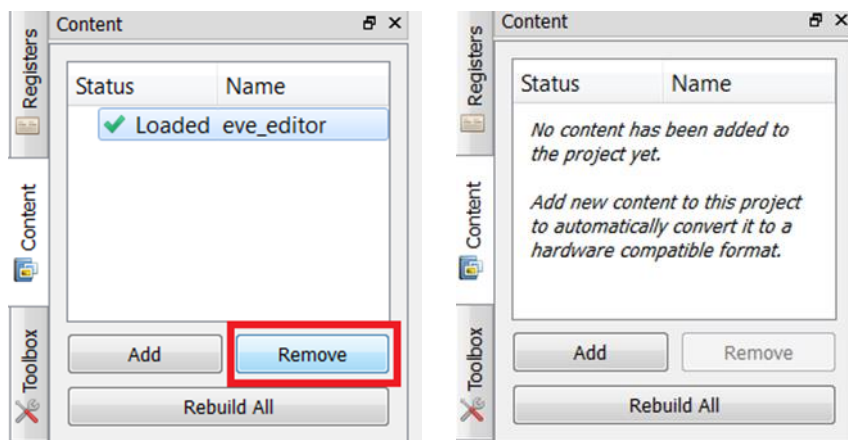 Content
Registers
Content
Toolbox
Status Name
Loaded eve_editor
Add Remove
Rebuild All
Content
Registers
Content
Toolbox
Status Name
No content has been added to
the project yet.
Add new content to this project
to automatically convert it to a
hardware compatible format.
Add Remove
Rebuild All